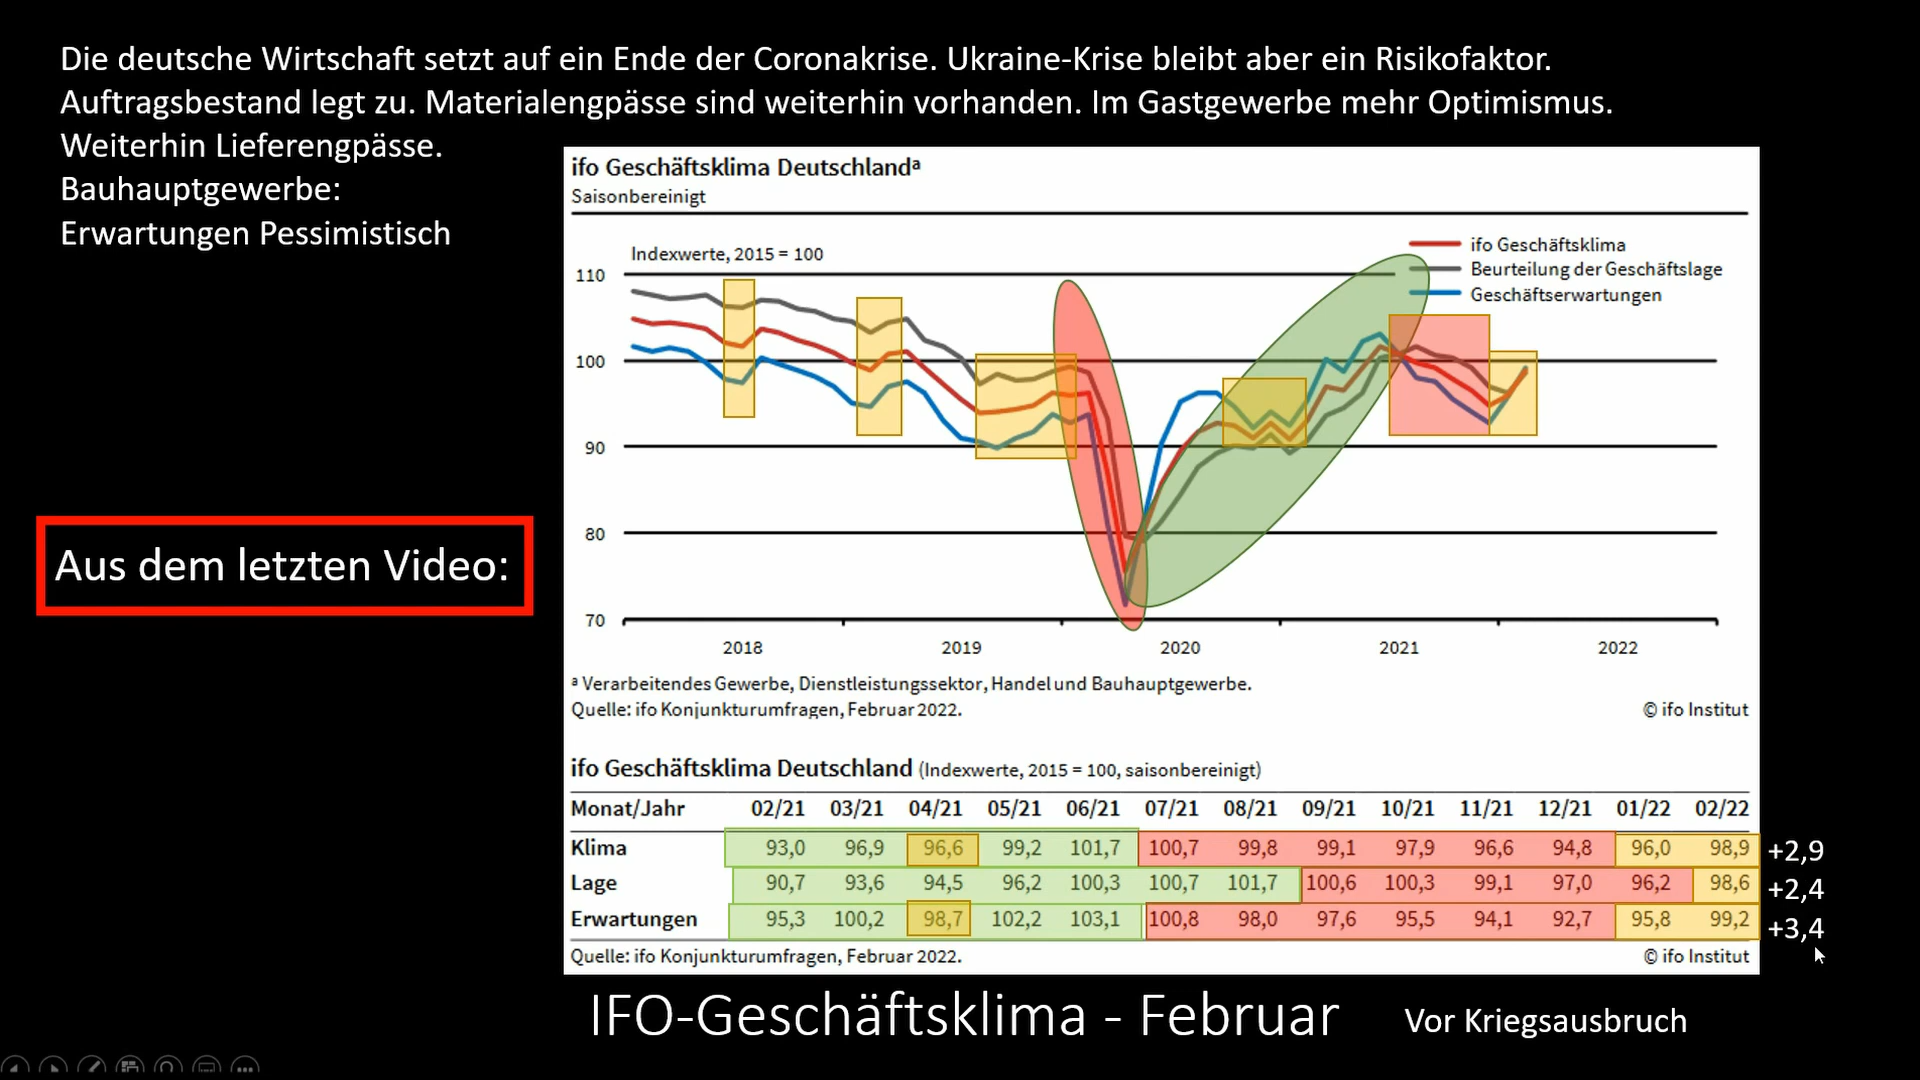 Die deutsche Wirtschaft setzt auf ein Ende der Coronakrise. Ukraine-Krise bleibt aber ein Risikofaktor.
Auftragsbestand legt zu. Materialengpässe sind weiterhin vorhanden. Im Gastgewerbe mehr Optimismus.
Weiterhin Lieferengpässe.
Bauhauptgewerbe:
Erwartungen Pessimistisch
Aus dem letzten Video:
ifo Geschäftsklima Deutschlandᵃ
Saisonbereinigt
Indexwerte, 2015 = 100
ifo Geschäftsklima
Beurteilung der Geschäftslage
Geschäftserwartungen
110
100
90
80
70
2018 2019 2020 2021 2022
ᵃ Verarbeitendes Gewerbe, Dienstleistungssektor, Handel und Bauhauptgewerbe.
Quelle: ifo Konjunkturumfragen, Februar 2022. © ifo Institut
ifo Geschäftsklima Deutschland (Indexwerte, 2015 = 100, saisonbereinigt)
Monat/Jahr 02/21 03/21 04/21 05/21 06/21 07/21 08/21 09/21 10/21 11/21 12/21 01/22 02/22
Klima 93,0 96,9 96,6 99,2 101,7 100,7 99,8 99,1 97,9 96,6 94,8 96,0 98,9 +2,9
Lage 90,7 93,6 94,5 96,2 100,3 100,7 101,7 100,6 100,3 99,1 97,0 96,2 98,6 +2,4
Erwartungen 95,3 100,2 98,7 102,2 103,1 100,8 98,0 97,6 95,5 94,1 92,7 95,8 99,2 +3,4
Quelle: ifo Konjunkturumfragen, Februar 2022. © ifo Institut
IFO-Geschäftsklima - Februar
Vor Kriegsausbruch